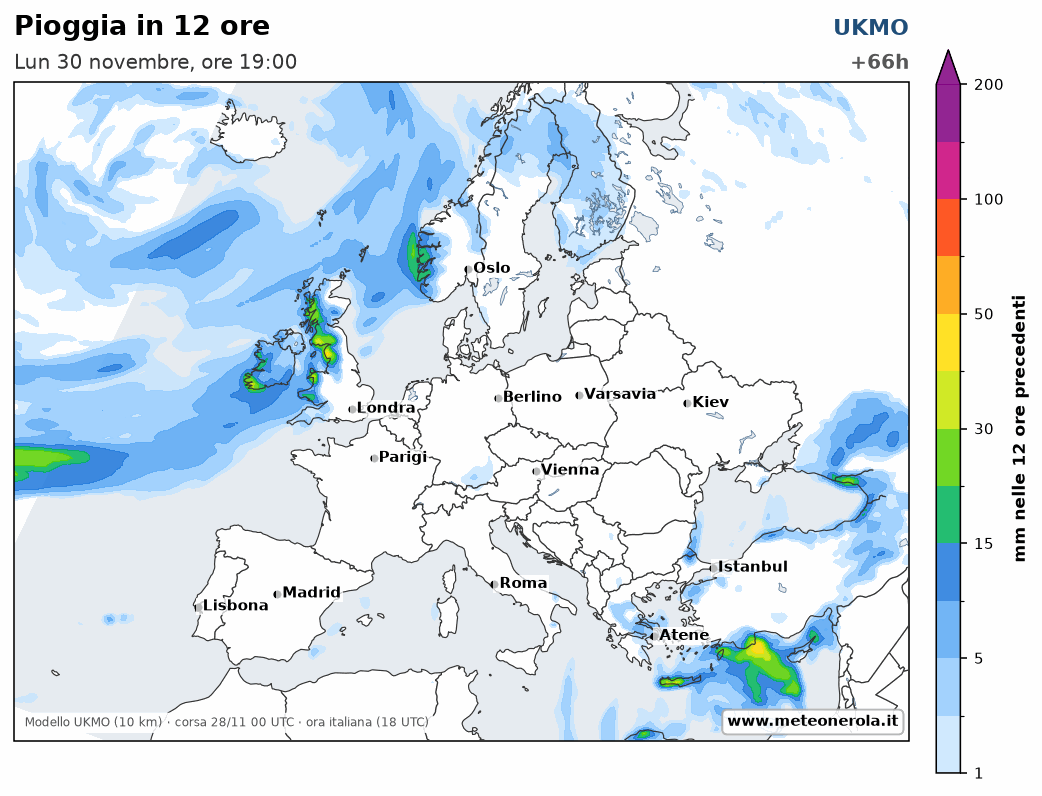 Pioggia in 12 ore
UKMO
Lun 30 novembre, ore 19:00
+66h
200
100
50
30
15
5
1
mm nelle 12 ore precedenti
Oslo
Londra
Berlino
Varsavia
Kiev
Parigi
Vienna
Istanbul
Roma
Madrid
Lisbona
Atene
Modello UKMO (10 km) · corsa 28/11 00 UTC · ora italiana (18 UTC)
www.meteonerola.it